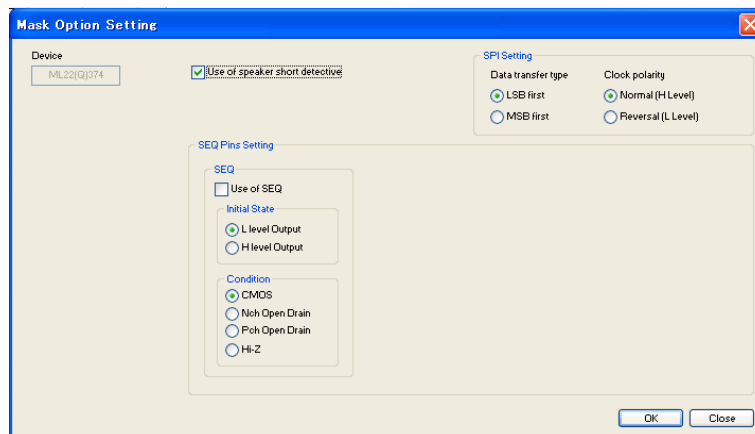 Mask Option Setting
Device
ML22(Q)374
Use of speaker short detective
SPI Setting
Data transfer type
Clock polarity
LSB first
Normal (H Level)
MSB first
Reversal (L Level)
SEQ Pins Setting
SEQ
Use of SEQ
Initial State
L level Output
H level Output
Condition
CMOS
Nch Open Drain
Pch Open Drain
Hi-Z
OK
Close